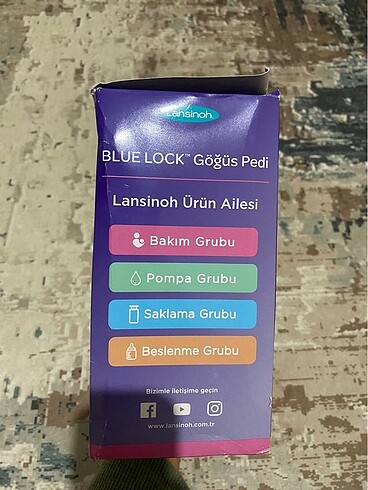 Lansinoh
BLUE LOCK™ Göğüs Pedi
Lansinoh Ürün Ailesi
Bakım Grubu
Pompa Grubu
Saklama Grubu
Beslenme Grubu
Bizimle iletişime geçin
www.lansinoh.com.tr